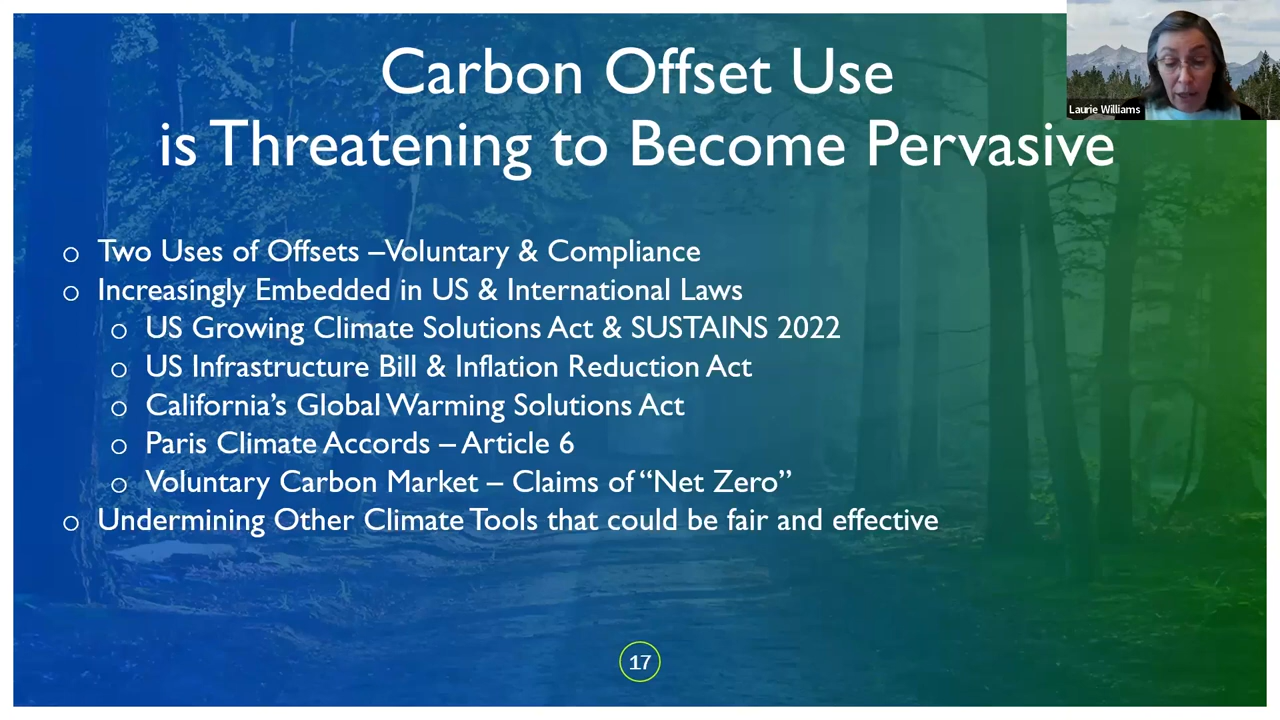 Carbon Offset Use
is Threatening to Become Pervasive
Laurie Williams
o Two Uses of Offsets –Voluntary & Compliance
o Increasingly Embedded in US & International Laws
o US Growing Climate Solutions Act & SUSTAINS 2022
o US Infrastructure Bill & Inflation Reduction Act
o California’s Global Warming Solutions Act
o Paris Climate Accords – Article 6
o Voluntary Carbon Market – Claims of “Net Zero”
o Undermining Other Climate Tools that could be fair and effective
17